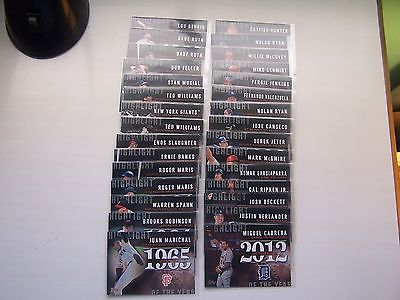 LOU GEHRIG
BABE RUTH
BABE RUTH
BOB FELLER
STAN MUSIAL
TED WILLIAMS
NEW YORK GIANTS
TED WILLIAMS
ENOS SLAUGHTER
ERNIE BANKS
ROGER MARIS
ROGER MARIS
WARREN SPAHN
BROOKS ROBINSON
JUAN MARICHAL
1965
OF THE YEAR
CATFISH HUNTER
NOLAN RYAN
WILLIE McCOVEY
MIKE SCHMIDT
FERGIE JENKINS
FERNANDO VALENZUELA
NOLAN RYAN
JOSE CANSECO
DEREK JETER
MARK McGWIRE
NOMAR GARCIAPARRA
CAL RIPKEN JR.
JOSH BECKETT
JUSTIN VERLANDER
MIGUEL CABRERA
2012
OF THE YEAR